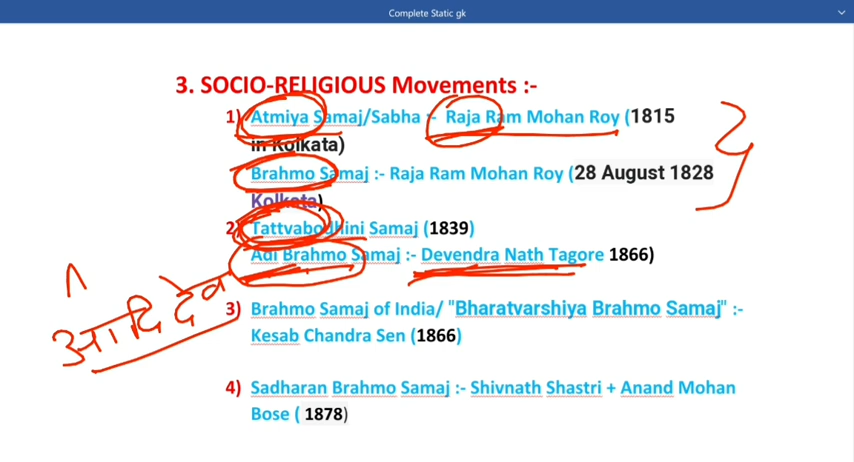 Complete Static gk
3. SOCIO-RELIGIOUS Movements :-
1) Atmiya Samaj/Sabha :- Raja Ram Mohan Roy (1815
in Kolkata)
Brahmo Samaj :- Raja Ram Mohan Roy (28 August 1828
Kolkata)
2) Tattvabodhini Samaj (1839)
Adi Brahmo Samaj :- Devendra Nath Tagore 1866)
आदि देव
3) Brahmo Samaj of India/ "Bharatvarshiya Brahmo Samaj" :-
Kesab Chandra Sen (1866)
4) Sadharan Brahmo Samaj :- Shivnath Shastri + Anand Mohan
Bose ( 1878)